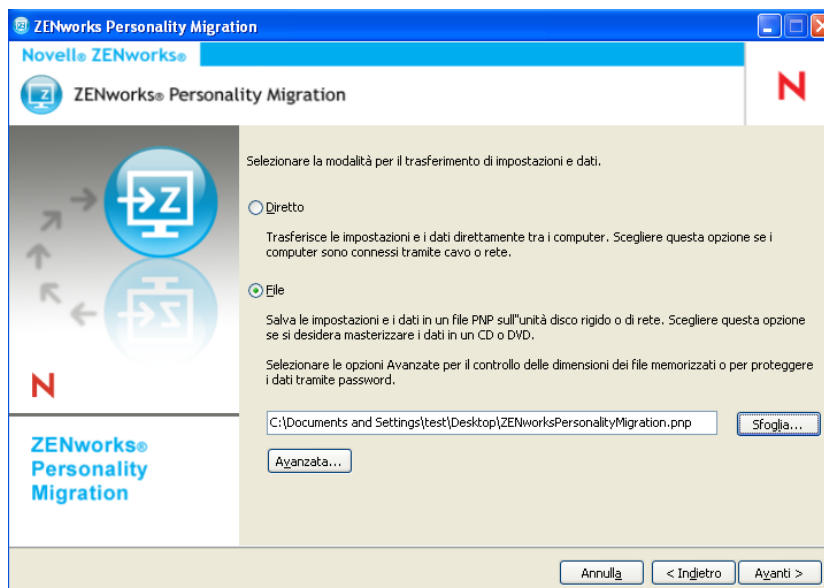 ZENworks Personality Migration
Novell® ZENworks®
ZENworks® Personality Migration
N
Selezionare la modalità per il trasferimento di impostazioni e dati.
Diretto
Trasferisce le impostazioni e i dati direttamente tra i computer. Scegliere questa opzione se i
computer sono connessi tramite cavo o rete.
File
Salva le impostazioni e i dati in un file PNP sull"unità disco rigido o di rete. Scegliere questa opzione
se si desidera masterizzare i dati in un CD o DVD.
Selezionare le opzioni Avanzate per il controllo delle dimensioni dei file memorizzati o per proteggere
i dati tramite password.
C:\Documents and Settings\test\Desktop\ZENworksPersonalityMigration.pnp
Sfoglia...
Avanzata...
Z
Z
N
ZENworks®
Personality
Migration
Annulla
< Indietro
Avanti >